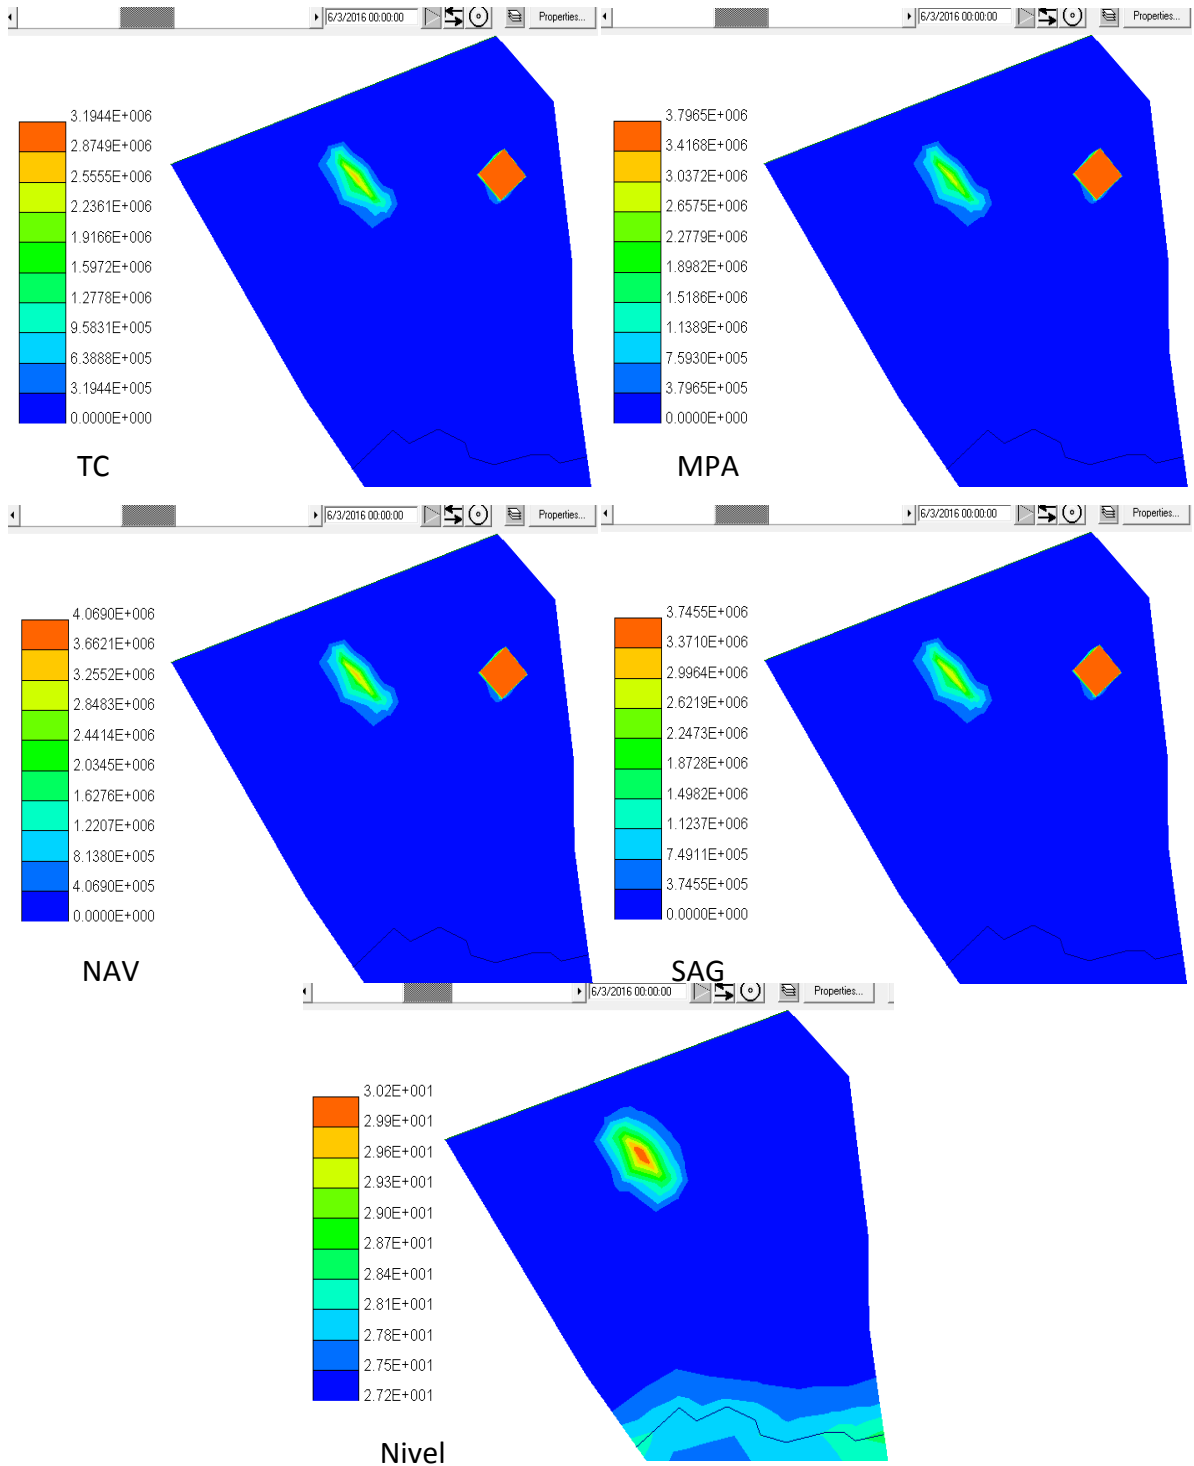 6/3/2016 00:00:00 Properties...
3.1944E+006
2.8749E+006
2.5555E+006
2.2361E+006
1.9166E+006
1.5972E+006
1.2778E+006
9.5831E+005
6.3888E+005
3.1944E+005
0.0000E+000
TC
6/3/2016 00:00:00 Properties...
3.7965E+006
3.4168E+006
3.0372E+006
2.6575E+006
2.2779E+006
1.8982E+006
1.5186E+006
1.1389E+006
7.5930E+005
3.7965E+005
0.0000E+000
MPA
6/3/2016 00:00:00 Properties...
4.0690E+006
3.6621E+006
3.2552E+006
2.8483E+006
2.4414E+006
2.0345E+006
1.6276E+006
1.2207E+006
8.1380E+005
4.0690E+005
0.0000E+000
NAV
6/3/2016 00:00:00 Properties...
3.7455E+006
3.3710E+006
2.9964E+006
2.6219E+006
2.2473E+006
1.8728E+006
1.4982E+006
1.1237E+006
7.4911E+005
3.7455E+005
0.0000E+000
SAG
6/3/2016 00:00:00 Properties...
3.02E+001
2.99E+001
2.96E+001
2.93E+001
2.90E+001
2.87E+001
2.84E+001
2.81E+001
2.78E+001
2.75E+001
2.72E+001
Nivel